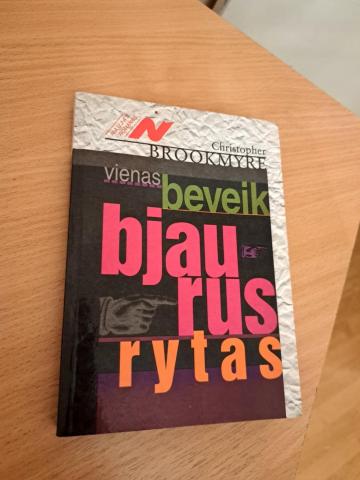 N
Christopher
BROOKMYRE
vienas
beveik
bjau
rus
rytas